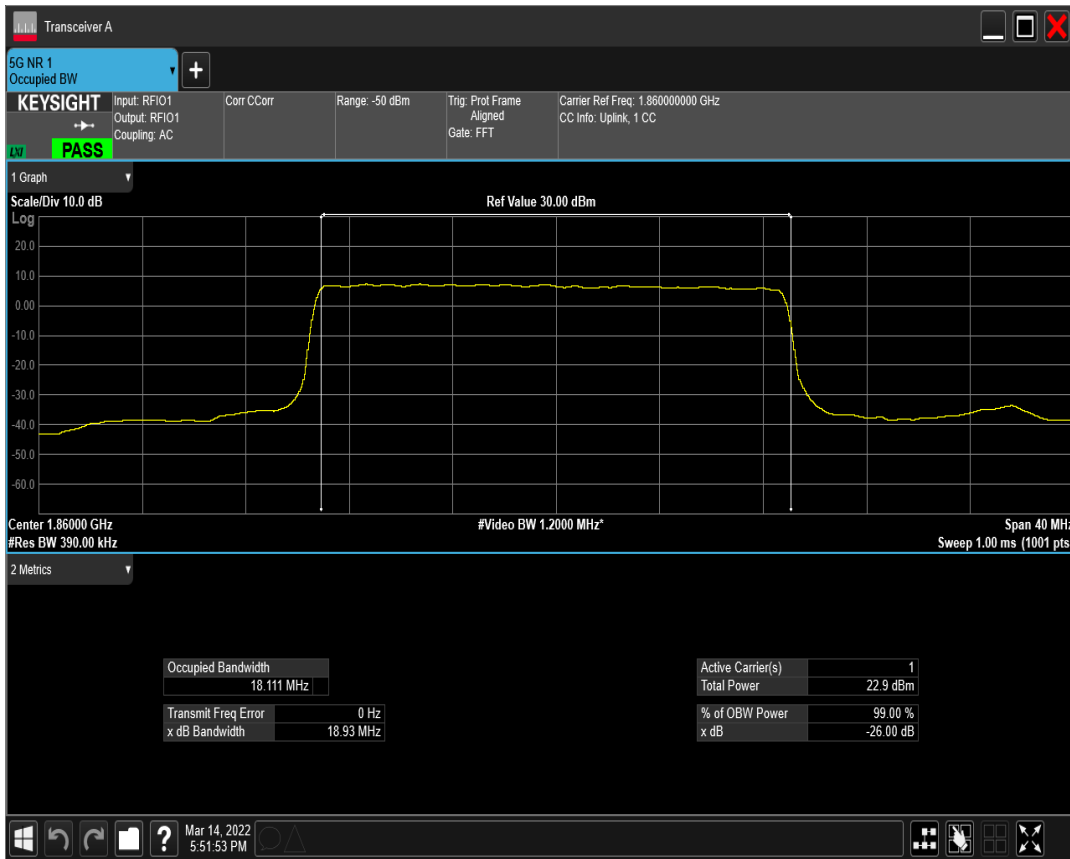 Transceiver A
5G NR 1
Occupied BW
+
KEYSIGHT
LXI PASS
Input: RFIO1
Output: RFIO1
Coupling: AC
Corr CCorr
Range: -50 dBm
Trig: Prot Frame
Aligned
Gate: FFT
Carrier Ref Freq: 1.860000000 GHz
CC Info: Uplink, 1 CC
1 Graph
Scale/Div 10.0 dB
Ref Value 30.00 dBm
Log
20.0
10.0
0.00
-10.0
-20.0
-30.0
-40.0
-50.0
-60.0
Center 1.86000 GHz
#Video BW 1.2000 MHz*
Span 40 MHz
#Res BW 390.00 kHz
Sweep 1.00 ms (1001 pts
2 Metrics
Occupied Bandwidth
18.111 MHz
Transmit Freq Error 0 Hz
x dB Bandwidth 18.93 MHz
Active Carrier(s) 1
Total Power 22.9 dBm
% of OBW Power 99.00 %
x dB -26.00 dB
?
Mar 14, 2022
5:51:53 PM